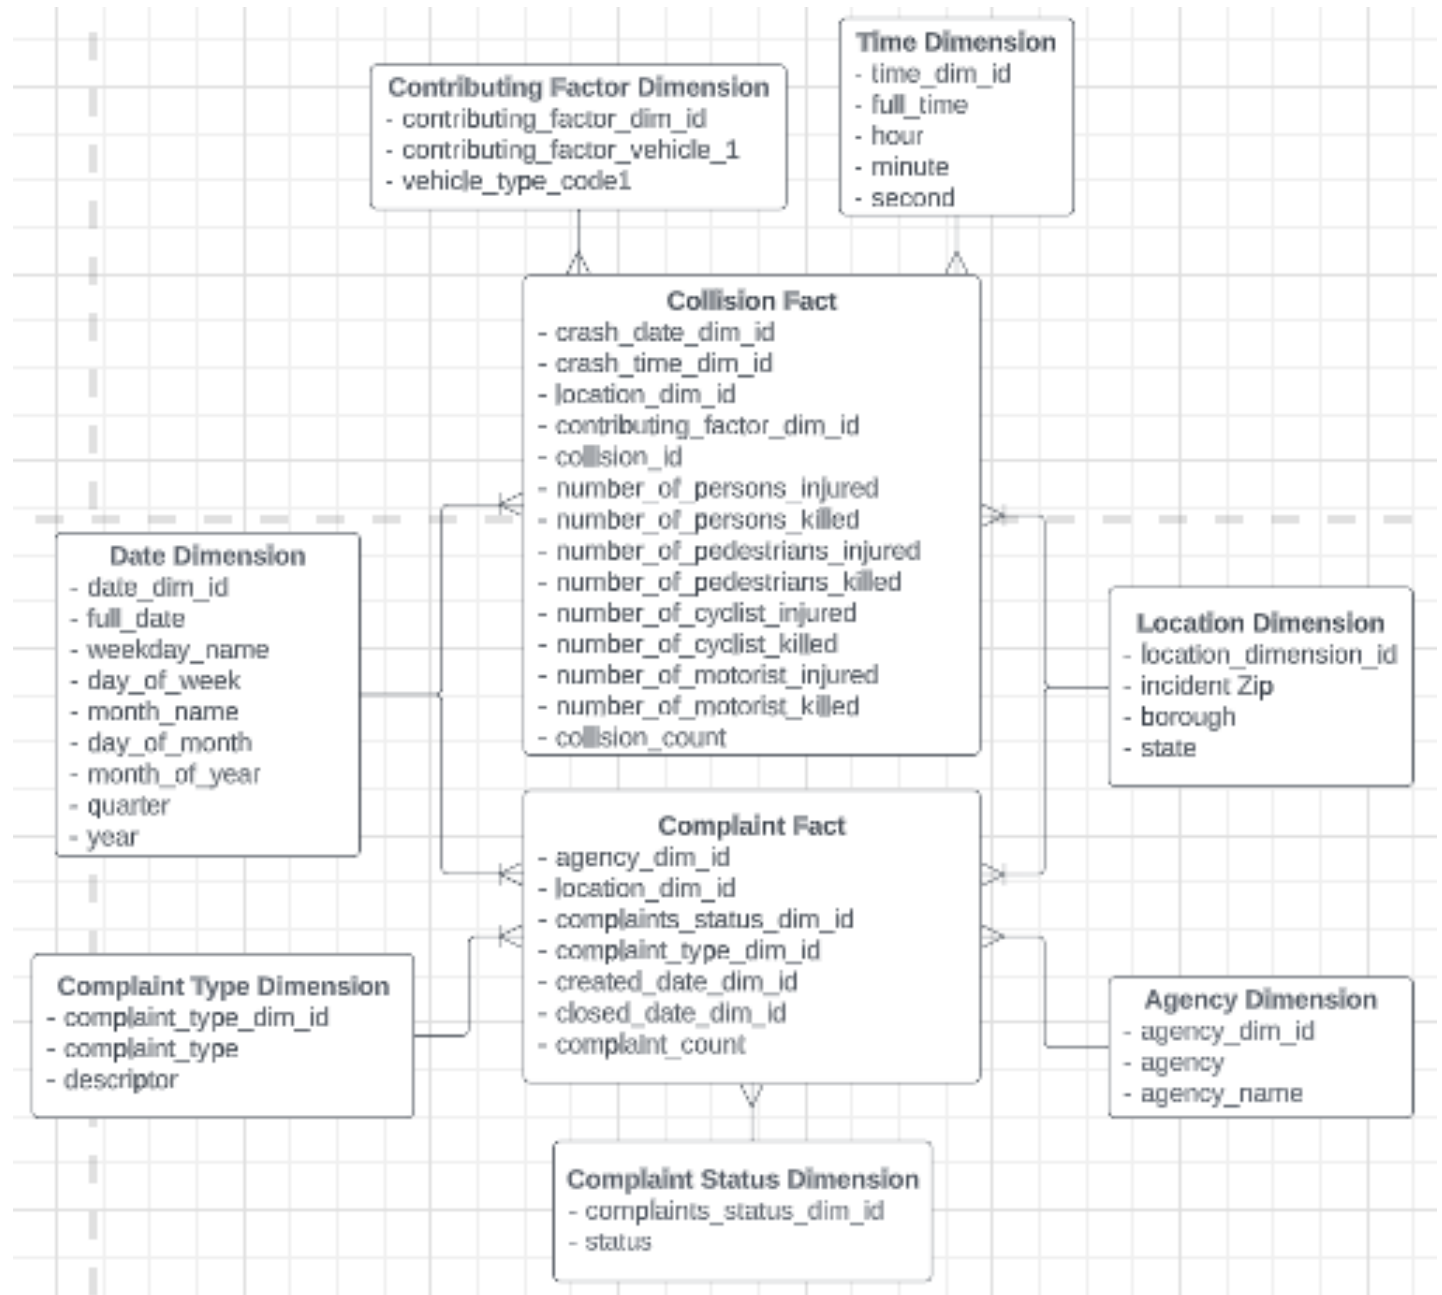 Time Dimension
- time_dim_id
- full_time
- hour
- minute
- second
Contributing Factor Dimension
- contributing_factor_dim_id
- contributing_factor_vehicle_1
- vehicle_type_code1
Collision Fact
- crash_date_dim_id
- crash_time_dim_id
- location_dim_id
- contributing_factor_dim_id
- collision_id
- number_of_persons_injured
- number_of_persons_killed
- number_of_pedestrians_injured
- number_of_pedestrians_killed
- number_of_cyclist_injured
- number_of_cyclist_killed
- number_of_motorist_injured
- number_of_motorist_killed
- collision_count
Date Dimension
- date_dim_id
- full_date
- weekday_name
- day_of_week
- month_name
- day_of_month
- month_of_year
- quarter
- year
Location Dimension
- location_dimension_id
- incident Zip
- borough
- state
Complaint Fact
- agency_dim_id
- location_dim_id
- complaints_status_dim_id
- complaint_type_dim_id
- created_date_dim_id
- closed_date_dim_id
- complaint_count
Complaint Type Dimension
- complaint_type_dim_id
- complaint_type
- descriptor
Agency Dimension
- agency_dim_id
- agency
- agency_name
Complaint Status Dimension
- complaints_status_dim_id
- status